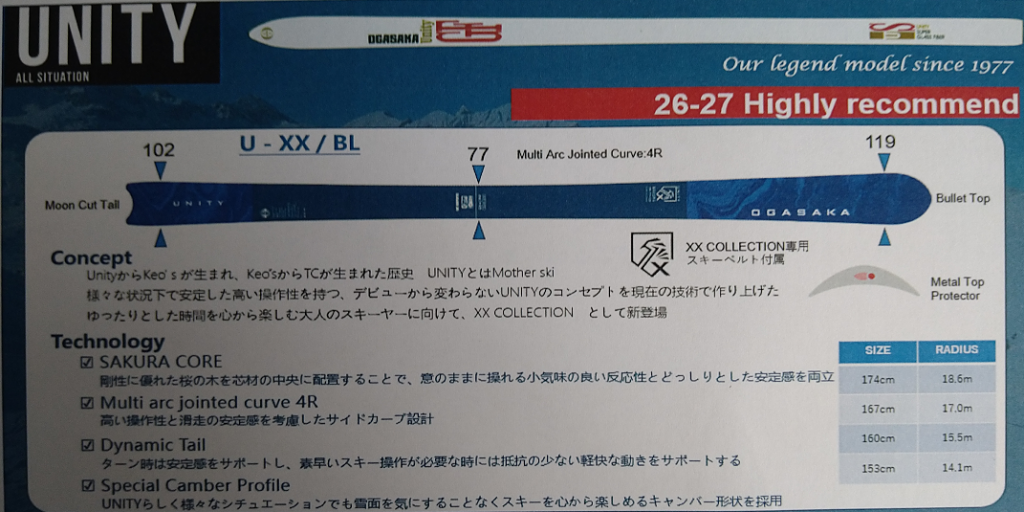 UNITY
ALL SITUATION
OGASAKA Unity
Our legend model since 1977
26-27 Highly recommend
U - XX / BL
102
77
Multi Arc Jointed Curve:4R
119
Moon Cut Tail
UNITY
OGASAKA
Bullet Top
XX COLLECTION専用
スキーベルト付属
Metal Top
Protector
Concept
UnityからKeo'sが生まれ、Keo'sからTCが生まれた歴史 UNITYとはMother ski
様々な状況下で安定した高い操作性を持つ、デビューから変わらないUNITYのコンセプトを現在の技術で作り上げた
ゆったりとした時間を心から楽しむ大人のスキーヤーに向けて、XX COLLECTION として新登場
Technology
☑ SAKURA CORE
剛性に優れた桜の木を芯材の中央に配置することで、意のままに操れる小気味の良い反応性とどっしりとした安定感を両立
☑ Multi arc jointed curve 4R
高い操作性と滑走の安定感を考慮したサイドカーブ設計
☑ Dynamic Tail
ターン時は安定感をサポートし、素早いスキー操作が必要な時には抵抗の少ない軽快な動きをサポートする
☑ Special Camber Profile
UNITYらしく様々なシチュエーションでも雪面を気にすることなくスキーを心から楽しめるキャンバー形状を採用
SIZE RADIUS
174cm 18.6m
167cm 17.0m
160cm 15.5m
153cm 14.1m